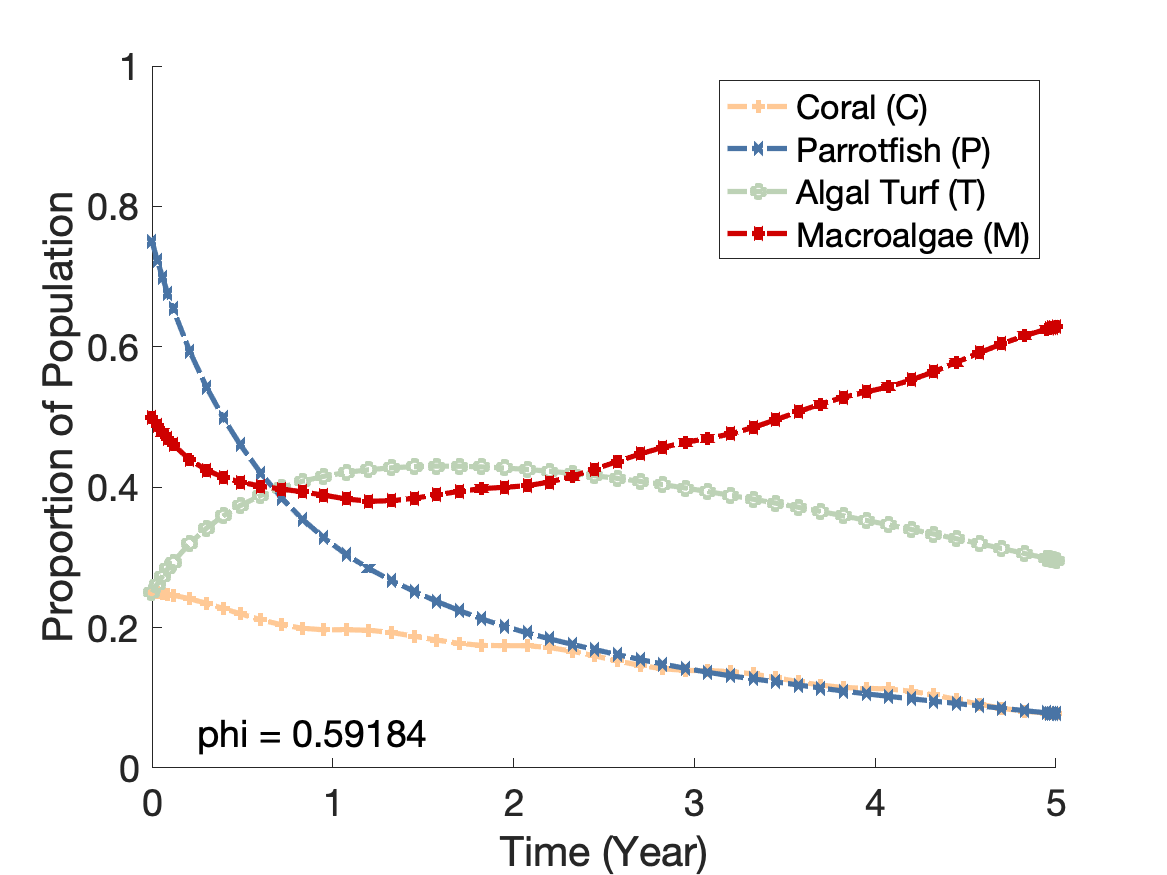 1
0.8
0.6
0.4
0.2
0
Proportion of Population
Coral (C)
Parrotfish (P)
Algal Turf (T)
Macroalgae (M)
phi = 0.59184
0 1 2 3 4 5
Time (Year)